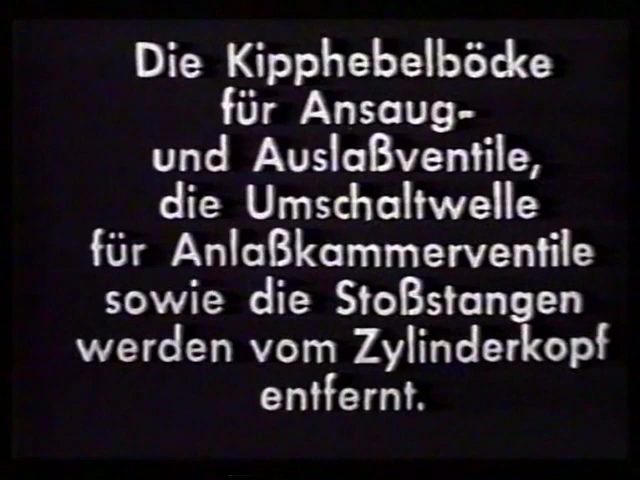 Die Kipphebelböcke
für Ansaug-
und Auslaßventile,
die Umschaltwelle
für Anlaßkammerventile
sowie die Stoßstangen
werden vom Zylinderkopf
entfernt.